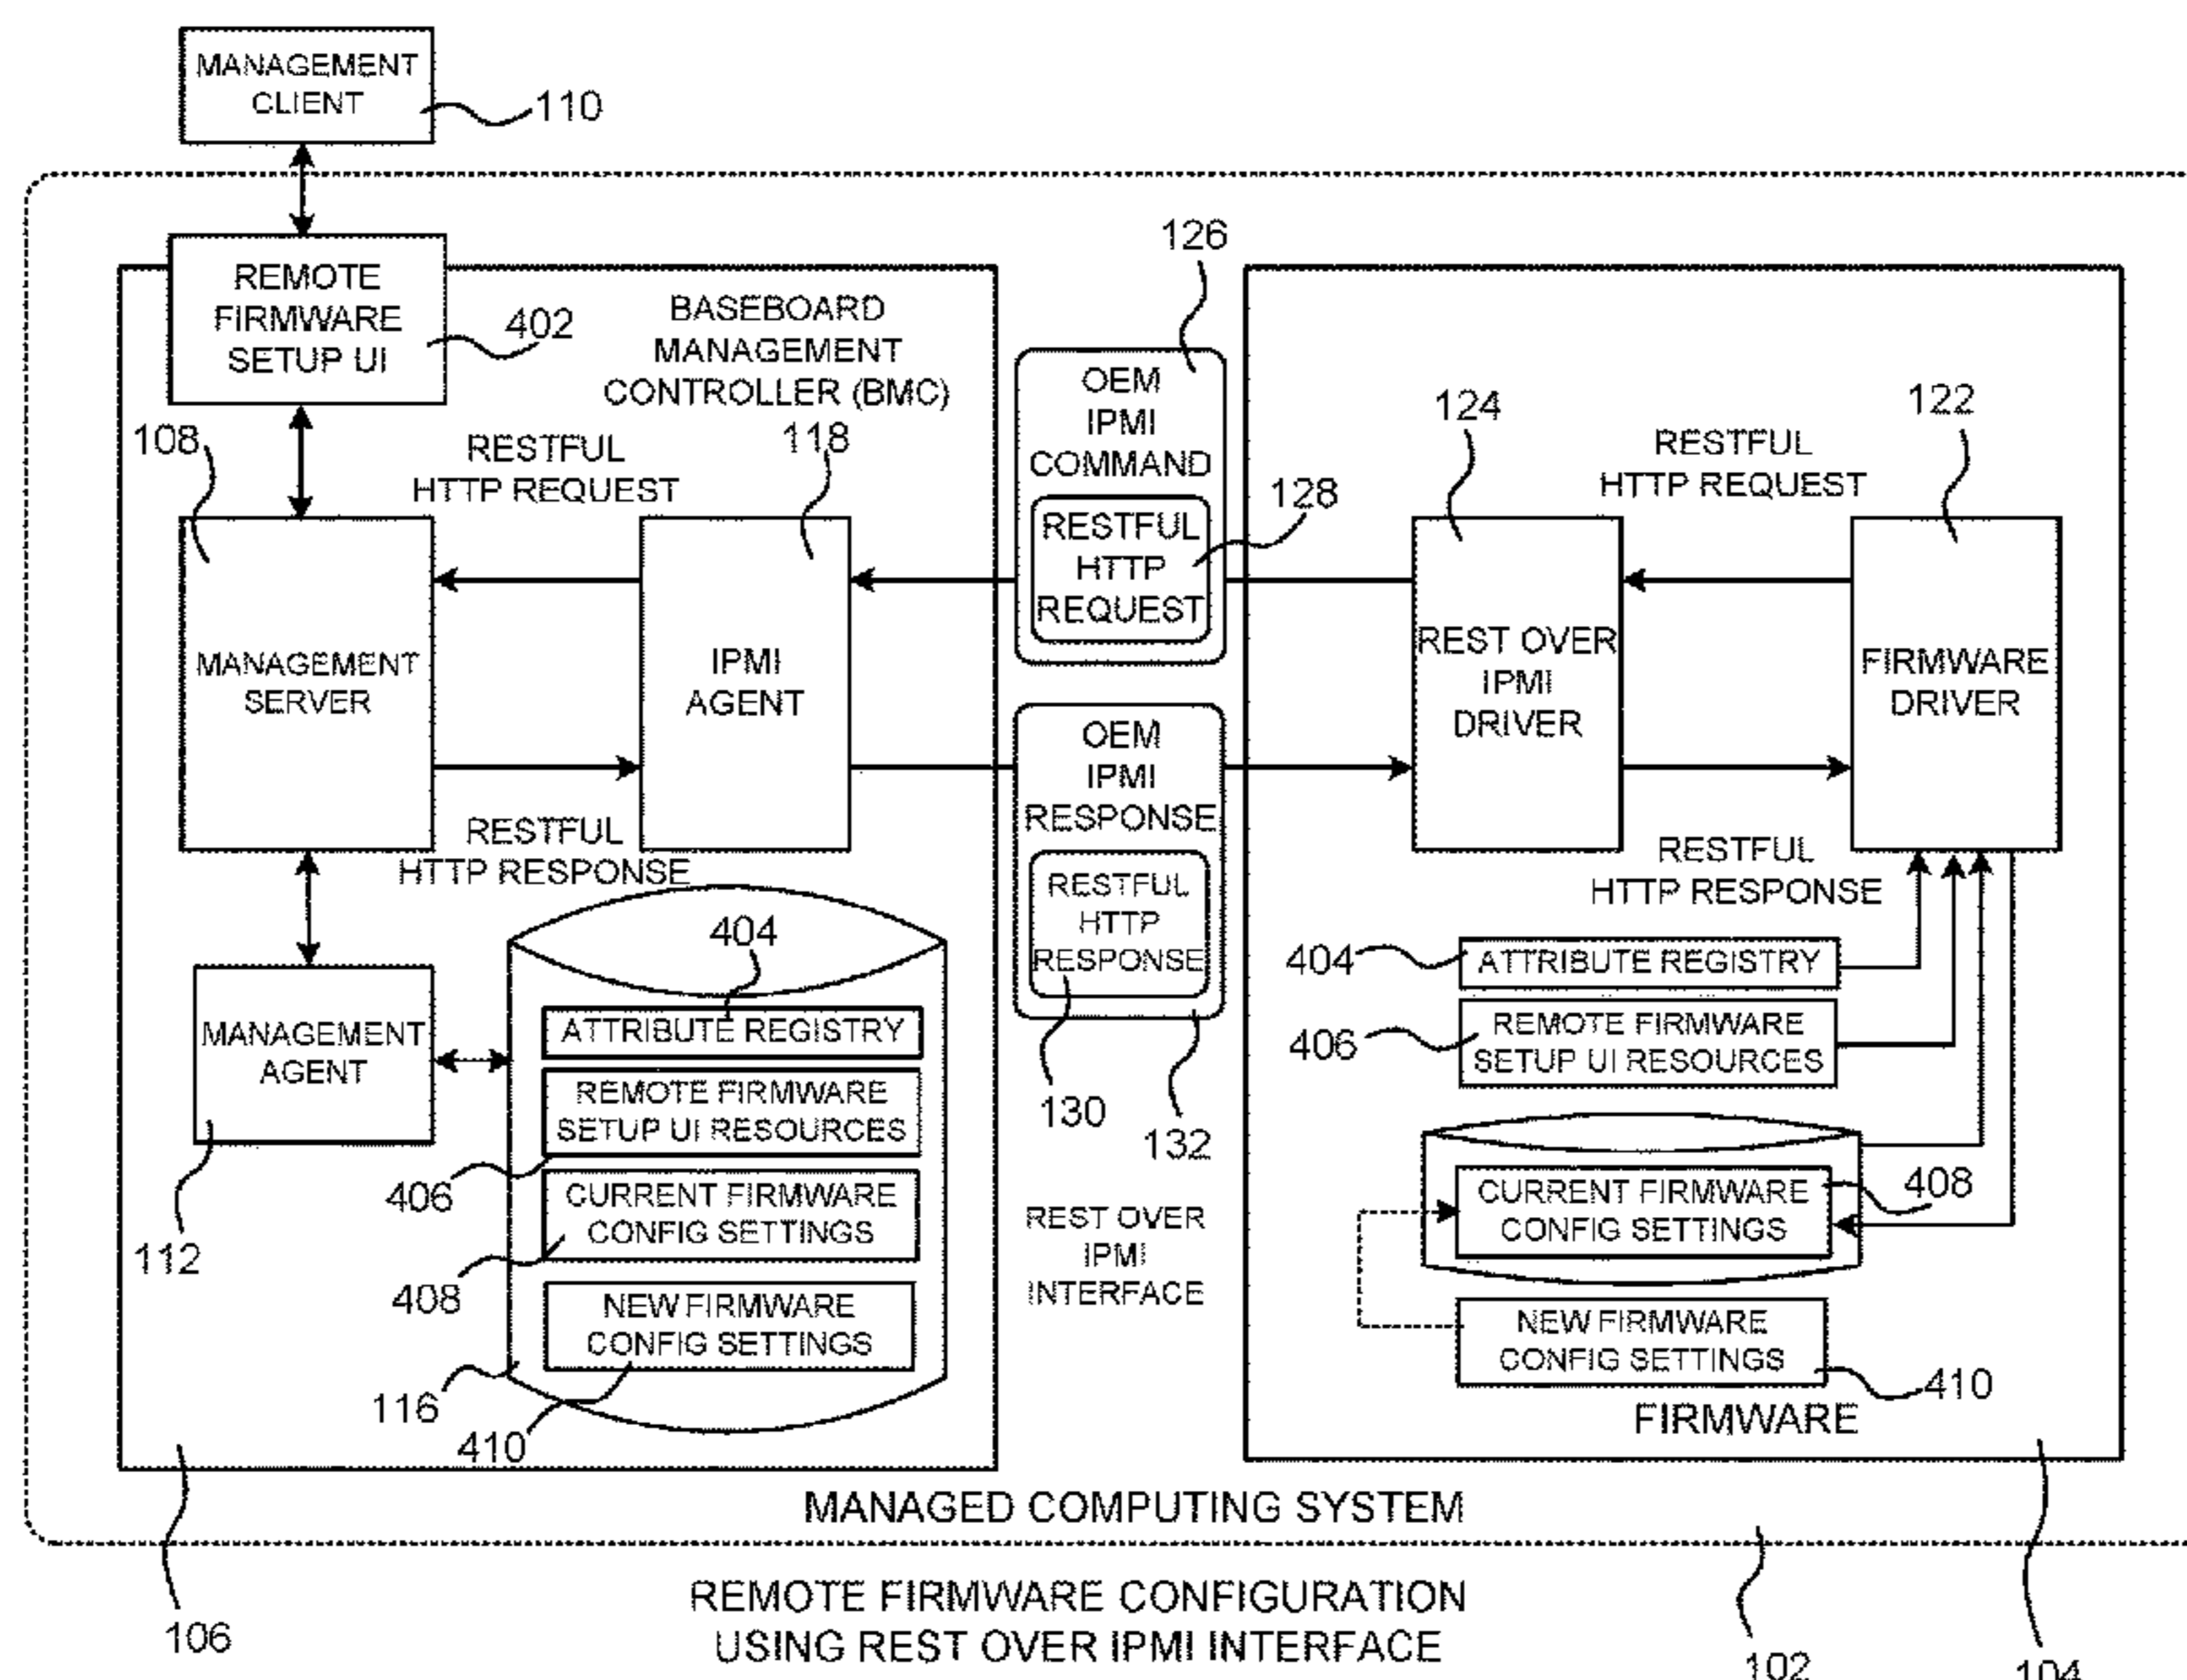 MANAGEMENT
CLIENT
110
REMOTE
FIRMWARE
SETUP UI
402
BASEBOARD
MANAGEMENT
CONTROLLER (BMC)
108
RESTFUL
HTTP REQUEST
118
MANAGEMENT
SERVER
IPMI
AGENT
RESTFUL
HTTP RESPONSE
MANAGEMENT
AGENT
112
404
ATTRIBUTE REGISTRY
REMOTE FIRMWARE
SETUP UI RESOURCES
406
CURRENT FIRMWARE
CONFIG SETTINGS
408
NEW FIRMWARE
CONFIG SETTINGS
116
410
126
OEM
IPMI
COMMAND
RESTFUL
HTTP
REQUEST
128
OEM
IPMI
RESPONSE
RESTFUL
HTTP
RESPONSE
130
132
REST OVER
IPMI
INTERFACE
124
RESTFUL
HTTP REQUEST
122
REST OVER
IPMI
DRIVER
FIRMWARE
DRIVER
RESTFUL
HTTP RESPONSE
404
ATTRIBUTE REGISTRY
406
REMOTE FIRMWARE
SETUP UI RESOURCES
CURRENT FIRMWARE
CONFIG SETTINGS
408
NEW FIRMWARE
CONFIG SETTINGS
410
FIRMWARE
MANAGED COMPUTING SYSTEM
REMOTE FIRMWARE CONFIGURATION
USING REST OVER IPMI INTERFACE
106
102
104